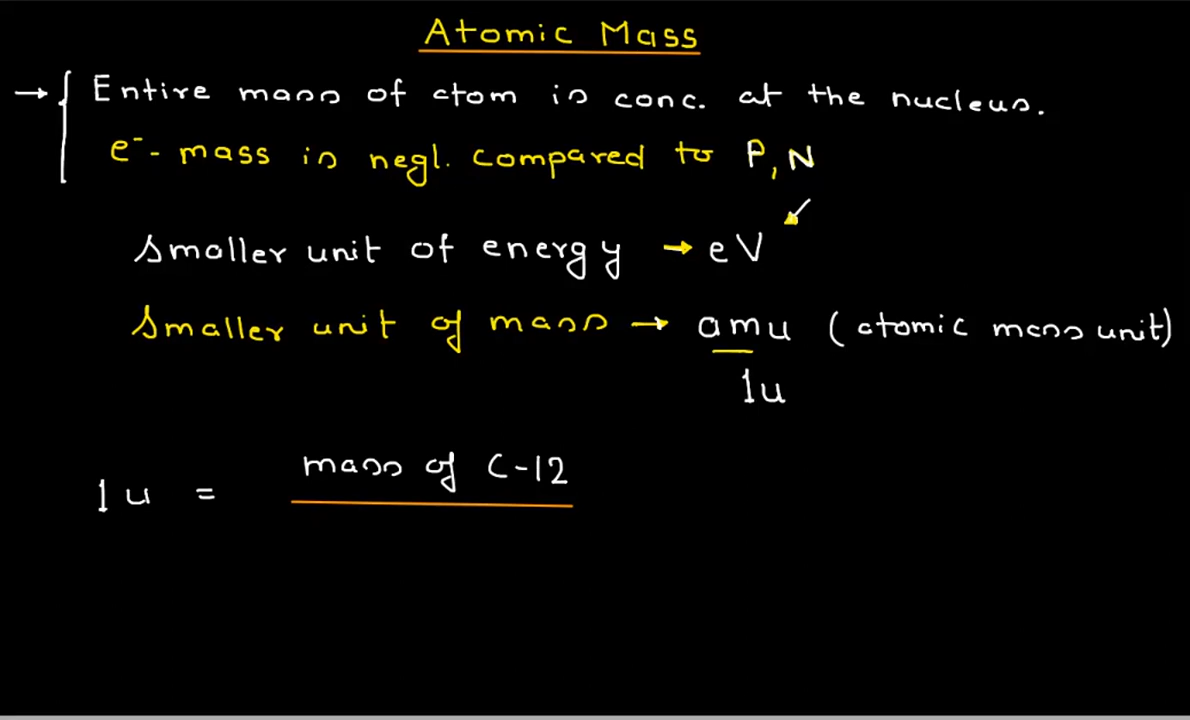 Atomic Mass
→ { Entire mass of atom is conc. at the nucleus.
e⁻- mass is negl. compared to P, N
Smaller unit of energy → eV
Smaller unit of mass → amu (atomic mass unit)
1u
1u = mass of C-12